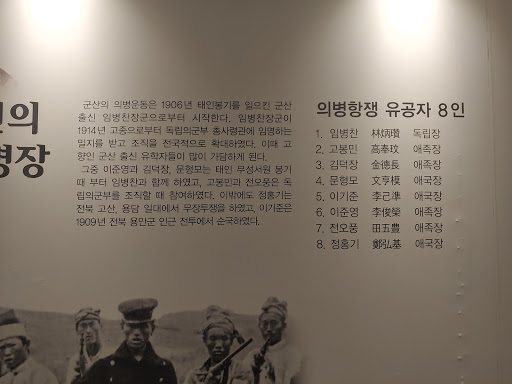 의
병장
군산의 의병운동은 1906년 태인봉기를 일으킨 군산
출신 임병찬장군으로부터 시작한다. 임병찬장군이
1914년 고종으로부터 독립의군부 총사령관에 임명하는
밀지를 받고 조직을 전국적으로 확대하였다. 이때 고
향인 군산 출신 유학자들이 많이 가담하게 된다.
그중 이준영과 김덕장, 문형모는 태인 무성서원 봉기
때 부터 임병찬과 함께 하였고, 고봉민과 전오풍은 독
립의군부를 조직할 때 참여하였다. 이밖에도 정홍기는
전북 고산, 용담 일대에서 무장투쟁을 하였고, 이기준은
1909년 전북 용안군 인근 전투에서 순국하였다.
의병항쟁 유공자 8인
1. 임병찬 林炳瓚 독립장
2. 고봉민 高奉玟 애족장
3. 김덕장 金德長 애족장
4. 문형모 文亨模 애국장
5. 이기준 李己準 애국장
6. 이준영 李俊榮 애족장
7. 전오풍 田五豊 애족장
8. 정홍기 鄭弘基 애국장